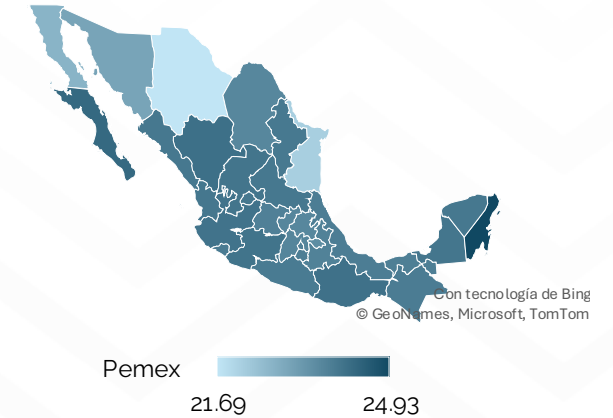 Con tecnología de Bing
© GeoNames, Microsoft, TomTom
Pemex
21.69 24.93